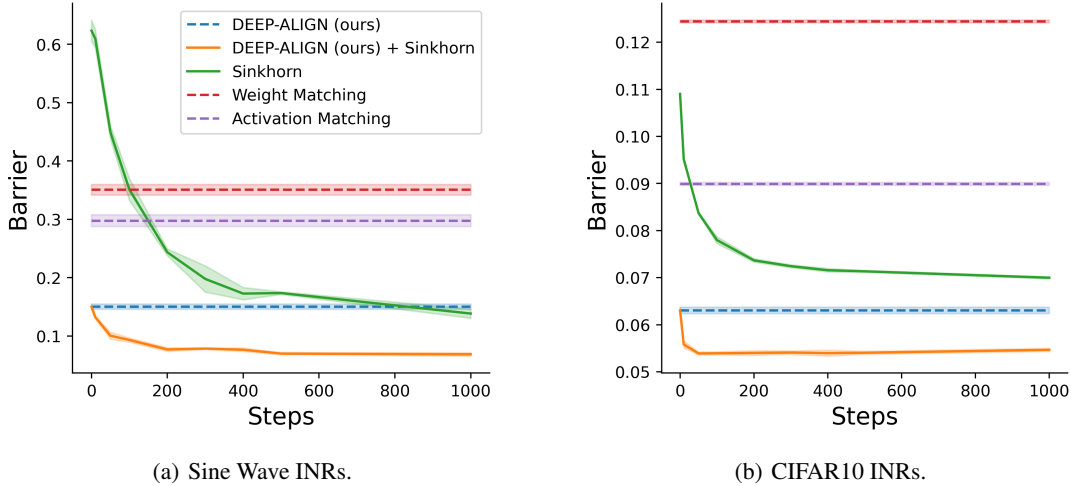 DEEP-ALIGN (ours)
DEEP-ALIGN (ours) + Sinkhorn
Sinkhorn
Weight Matching
Activation Matching
0.6
0.5
0.4
0.3
0.2
0.1
Barrier
0 200 400 600 800 1000
Steps
(a) Sine Wave INRs.
0.12
0.11
0.10
0.09
0.08
0.07
0.06
0.05
Barrier
0 200 400 600 800 1000
Steps
(b) CIFAR10 INRs.